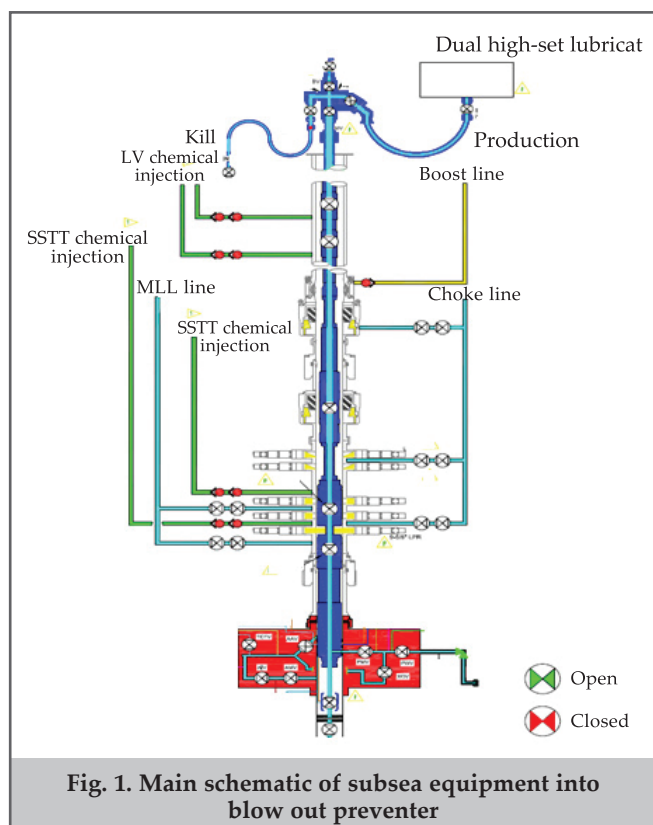 Dual high-set lubricat
Kill
Production
LV chemical
injection
Boost line
SSTT chemical
injection
MLL line
Choke line
SSTT chemical
injection
Open
Closed
Fig. 1. Main schematic of subsea equipment into
blow out preventer